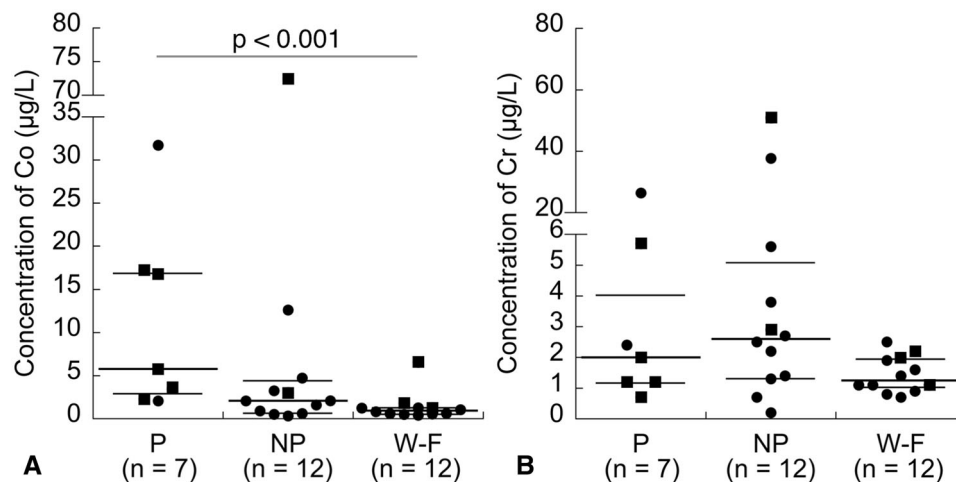 Concentration of Co (µg/L)
80
75
70
35
30
25
20
15
10
5
0
p < 0.001
P
(n = 7)
NP
(n = 12)
W-F
(n = 12)
A
Concentration of Cr (µg/L)
80
60
40
20
6
5
4
3
2
1
0
P
(n = 7)
NP
(n = 12)
W-F
(n = 12)
B